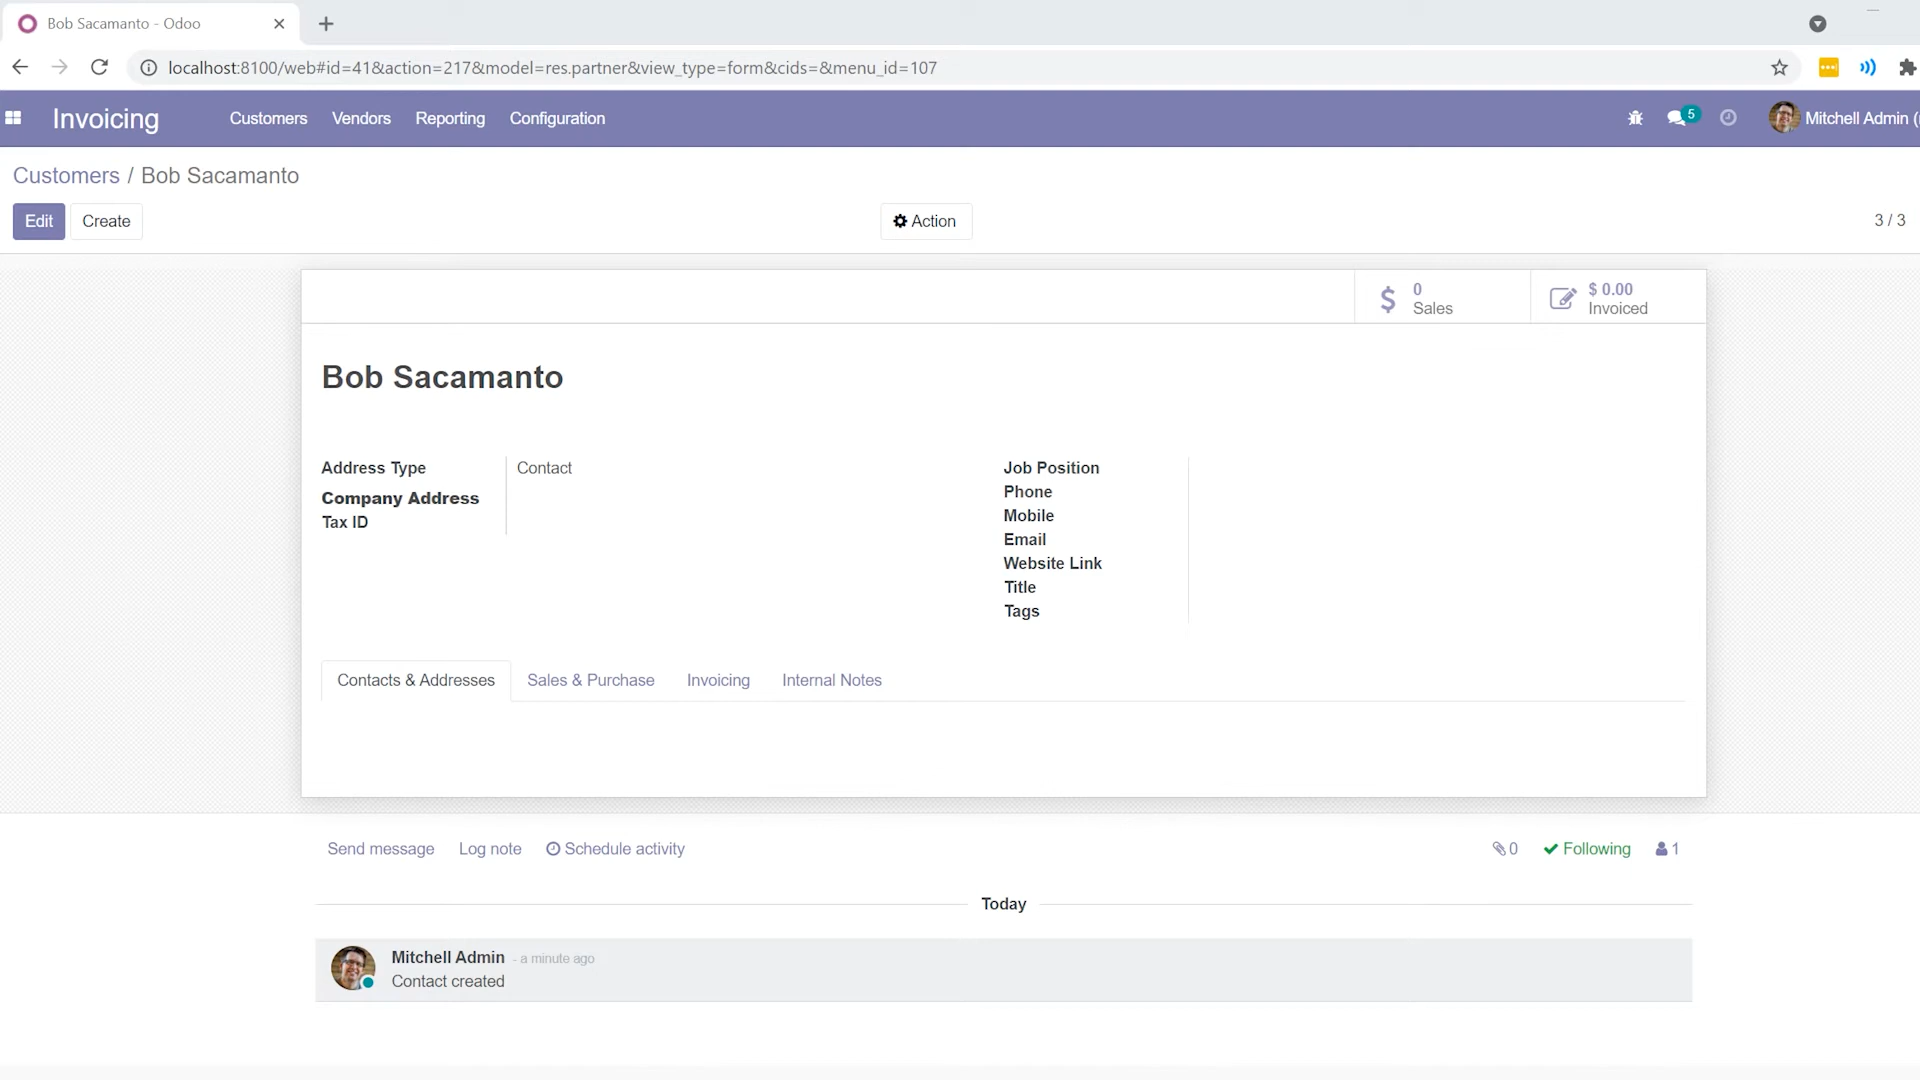 Bob Sacamanto - Odoo
localhost:8100/web#id=41&action=217&model=res.partner&view_type=form&cids=&menu_id=107
Invoicing Customers Vendors Reporting Configuration 5 Mitchell Admin (
Customers / Bob Sacamanto
Edit Create Action 3 / 3
0 $ 0.00
Sales Invoiced
Bob Sacamanto
Address Type Contact Job Position
Company Address Phone
Tax ID Mobile
Email
Website Link
Title
Tags
Contacts & Addresses Sales & Purchase Invoicing Internal Notes
Send message Log note Schedule activity 0 Following 1
Today
Mitchell Admin - a minute ago
Contact created